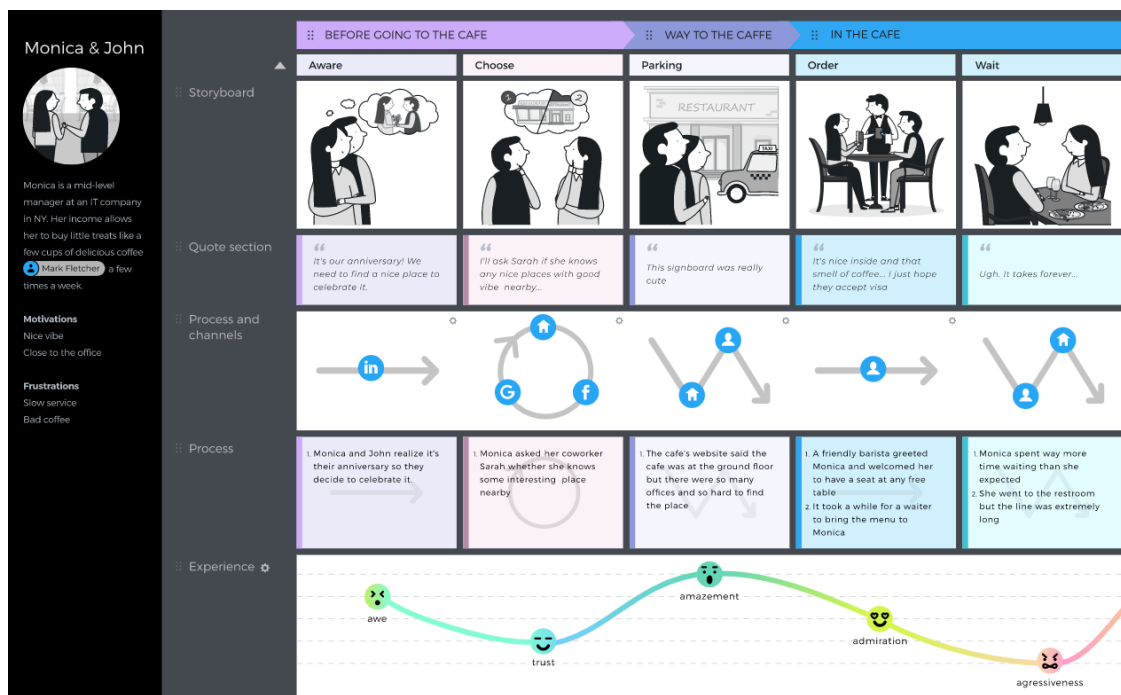 Monica & John
Monica is a mid-level
manager at an IT company
in NY. Her income allows
her to buy little treats like a
few cups of delicious coffee
Mark Fletcher a few
times a week.
Motivations
Nice vibe
Close to the office
Frustrations
Slow service
Bad coffee
BEFORE GOING TO THE CAFE
WAY TO THE CAFFE
IN THE CAFE
Aware
Choose
Parking
Order
Wait
Storyboard
1
2
RESTAURANT
TAXI
Quote section
“
It's our anniversary! We
need to find a nice place to
celebrate it.
“
I'll ask Sarah if she knows
any nice places with good
vibe nearby...
“
This signboard was really
cute
“
It's nice inside and that
smell of coffee... I just hope
they accept visa
“
Ugh. It takes forever...
Process and
channels
in
G
f
Process
1. Monica and John realize it's
their anniversary so they
decide to celebrate it.
1. Monica asked her coworker
Sarah whether she knows
some interesting place
nearby
1. The cafe's website said the
cafe was at the ground floor
but there were so many
offices and so hard to find
the place
1. A friendly barista greeted
Monica and welcomed her
to have a seat at any free
table
2. It took a while for a waiter
to bring the menu to
Monica
1. Monica spent way more
time waiting than she
expected
2. She went to the restroom
but the line was extremely
long
Experience
awe
trust
amazement
admiration
agressiveness